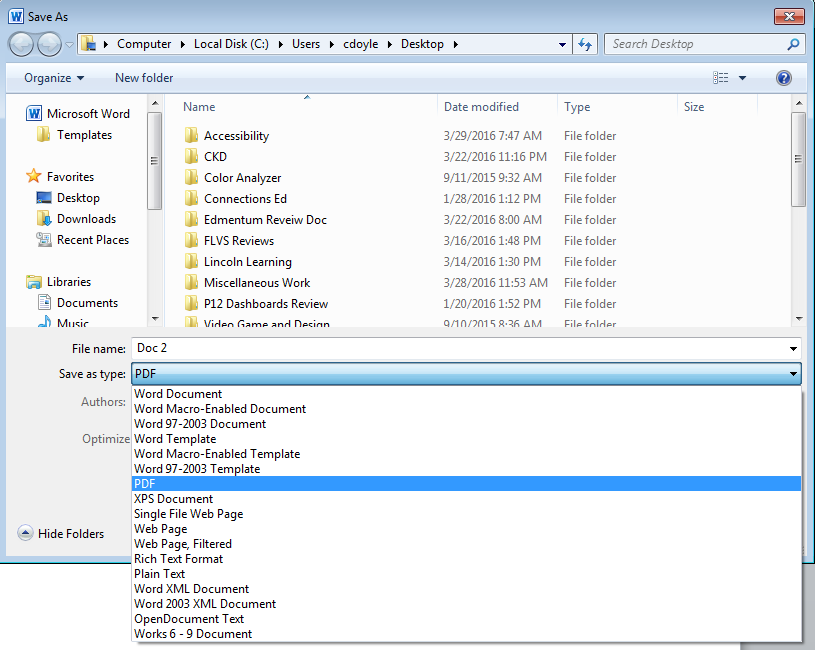 Save As
Computer Local Disk (C:) Users cdoyle Desktop Search Desktop
Organize New folder
Name Date modified Type Size
Microsoft Word
Templates
Favorites
Desktop
Downloads
Recent Places
Libraries
Documents
Music
Accessibility 3/29/2016 7:47 AM File folder
CKD 3/22/2016 11:16 PM File folder
Color Analyzer 9/11/2015 9:32 AM File folder
Connections Ed 1/28/2016 1:12 PM File folder
Edmentum Reveiw Doc 3/22/2016 8:00 AM File folder
FLVS Reviews 3/16/2016 1:48 PM File folder
Lincoln Learning 3/14/2016 1:30 PM File folder
Miscellaneous Work 3/28/2016 11:53 AM File folder
P12 Dashboards Review 1/20/2016 1:52 PM File folder
Video Game and Design 9/10/2015 8:36 AM File folder
File name: Doc 2
Save as type: PDF
Authors:
Optimize
Hide Folders
Word Document
Word Macro-Enabled Document
Word 97-2003 Document
Word Template
Word Macro-Enabled Template
Word 97-2003 Template
PDF
XPS Document
Single File Web Page
Web Page
Web Page, Filtered
Rich Text Format
Plain Text
Word XML Document
Word 2003 XML Document
OpenDocument Text
Works 6 - 9 Document